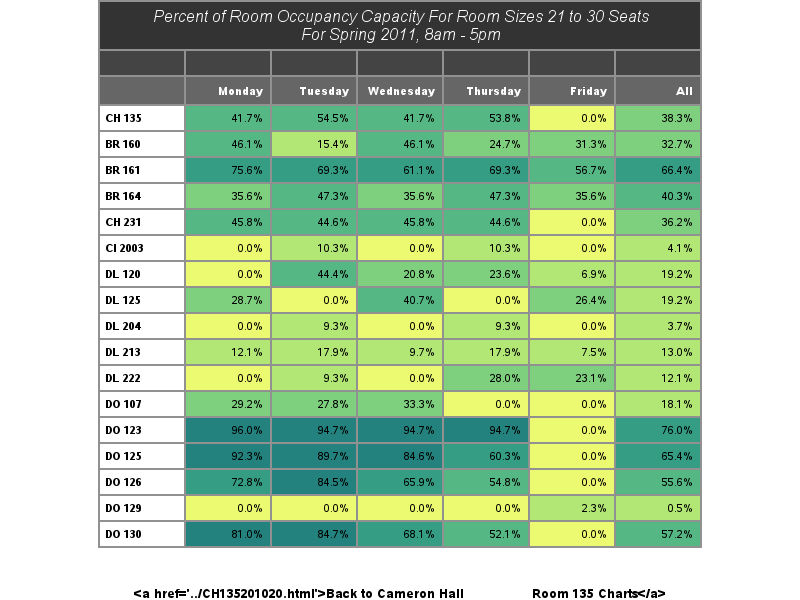 Percent of Room Occupancy Capacity For Room Sizes 21 to 30 Seats
For Spring 2011, 8am - 5pm
Monday Tuesday Wednesday Thursday Friday All
CH 135 41.7% 54.5% 41.7% 53.8% 0.0% 38.3%
BR 160 46.1% 15.4% 46.1% 24.7% 31.3% 32.7%
BR 161 75.6% 69.3% 61.1% 69.3% 56.7% 66.4%
BR 164 35.6% 47.3% 35.6% 47.3% 35.6% 40.3%
CH 231 45.8% 44.6% 45.8% 44.6% 0.0% 36.2%
CI 2003 0.0% 10.3% 0.0% 10.3% 0.0% 4.1%
DL 120 0.0% 44.4% 20.8% 23.6% 6.9% 19.2%
DL 125 28.7% 0.0% 40.7% 0.0% 26.4% 19.2%
DL 204 0.0% 9.3% 0.0% 9.3% 0.0% 3.7%
DL 213 12.1% 17.9% 9.7% 17.9% 7.5% 13.0%
DL 222 0.0% 9.3% 0.0% 28.0% 23.1% 12.1%
DO 107 29.2% 27.8% 33.3% 0.0% 0.0% 18.1%
DO 123 96.0% 94.7% 94.7% 94.7% 0.0% 76.0%
DO 125 92.3% 89.7% 84.6% 60.3% 0.0% 65.4%
DO 126 72.8% 84.5% 65.9% 54.8% 0.0% 55.6%
DO 129 0.0% 0.0% 0.0% 0.0% 2.3% 0.5%
DO 130 81.0% 84.7% 68.1% 52.1% 0.0% 57.2%
<a href='../CH135201020.html'>Back to Cameron Hall Room 135 Charts</a>